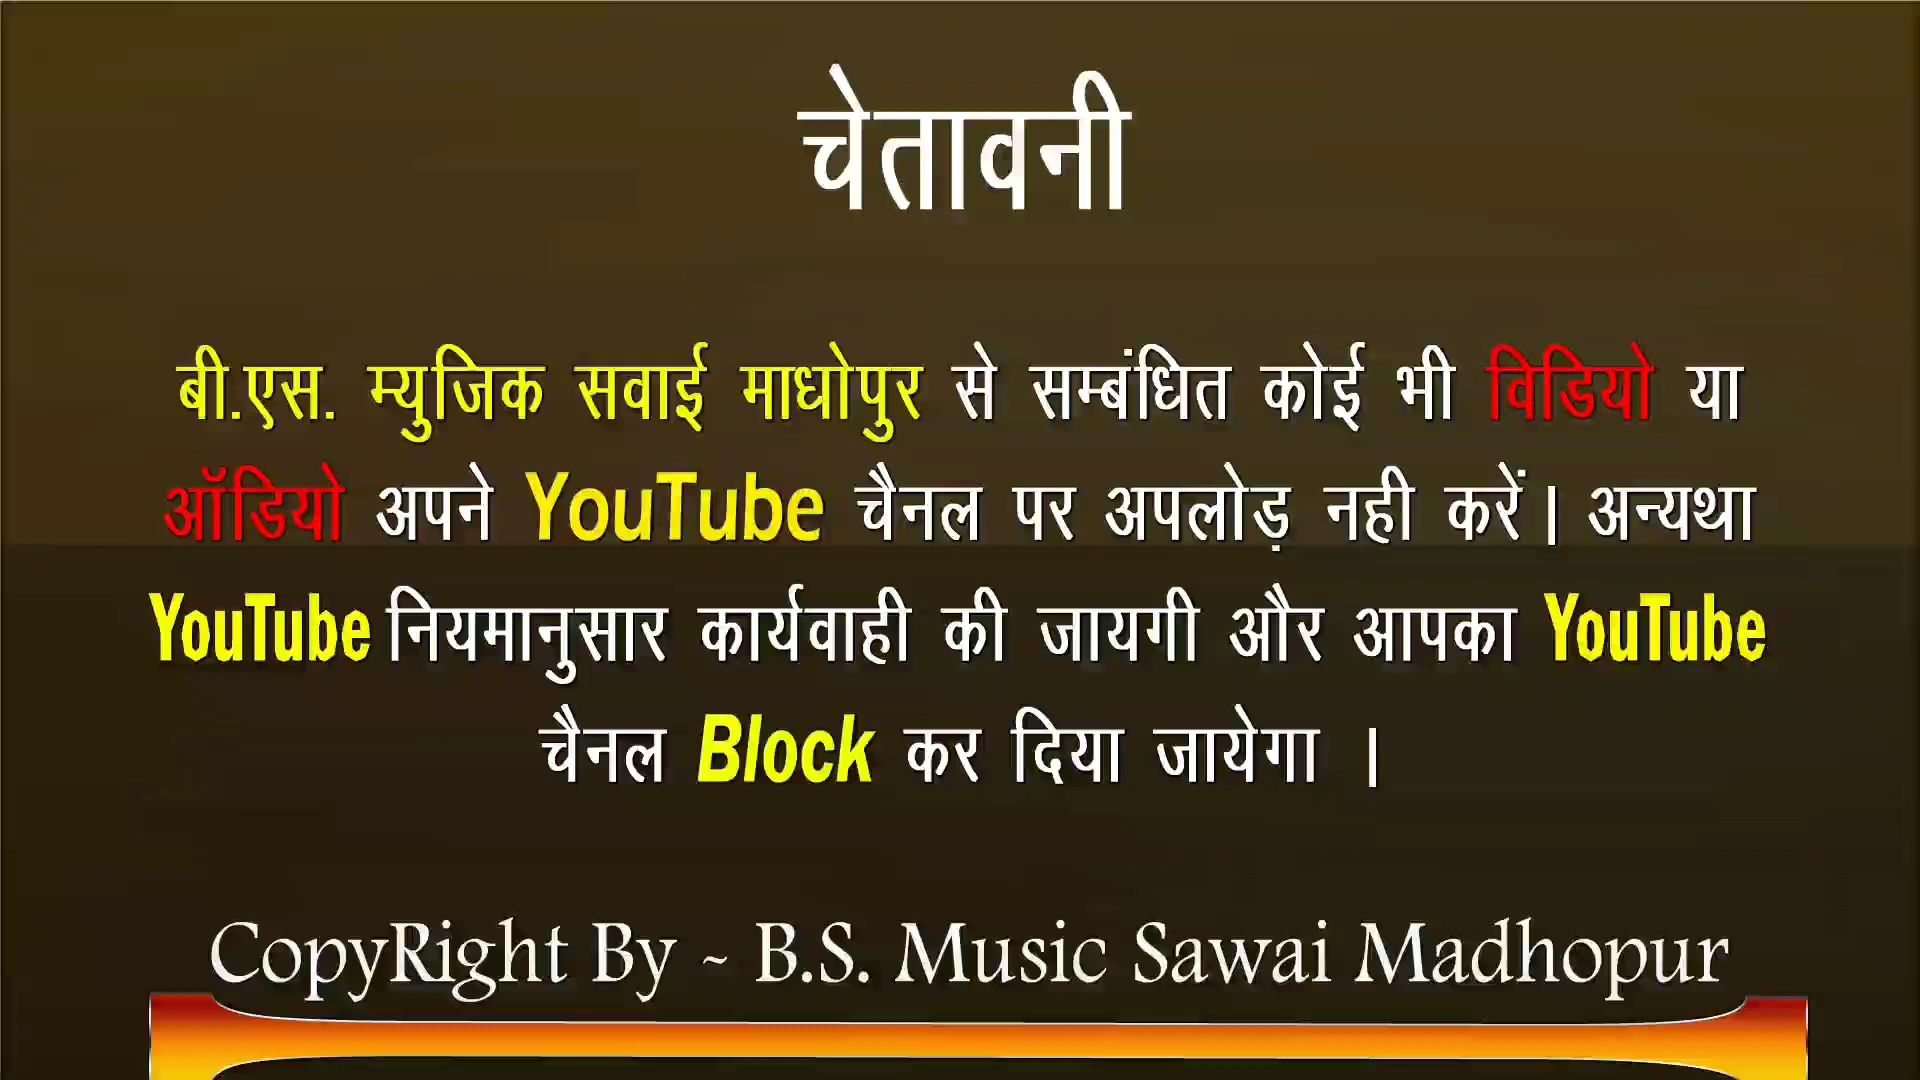 चेतावनी
बी.एस. म्युजिक सवाई माधोपुर से सम्बंधित कोई भी विडियो या
ऑडियो अपने YouTube चैनल पर अपलोड़ नही करें। अन्यथा
YouTube नियमानुसार कार्यवाही की जायगी और आपका YouTube
चैनल Block कर दिया जायेगा ।
CopyRight By - B.S. Music Sawai Madhopur